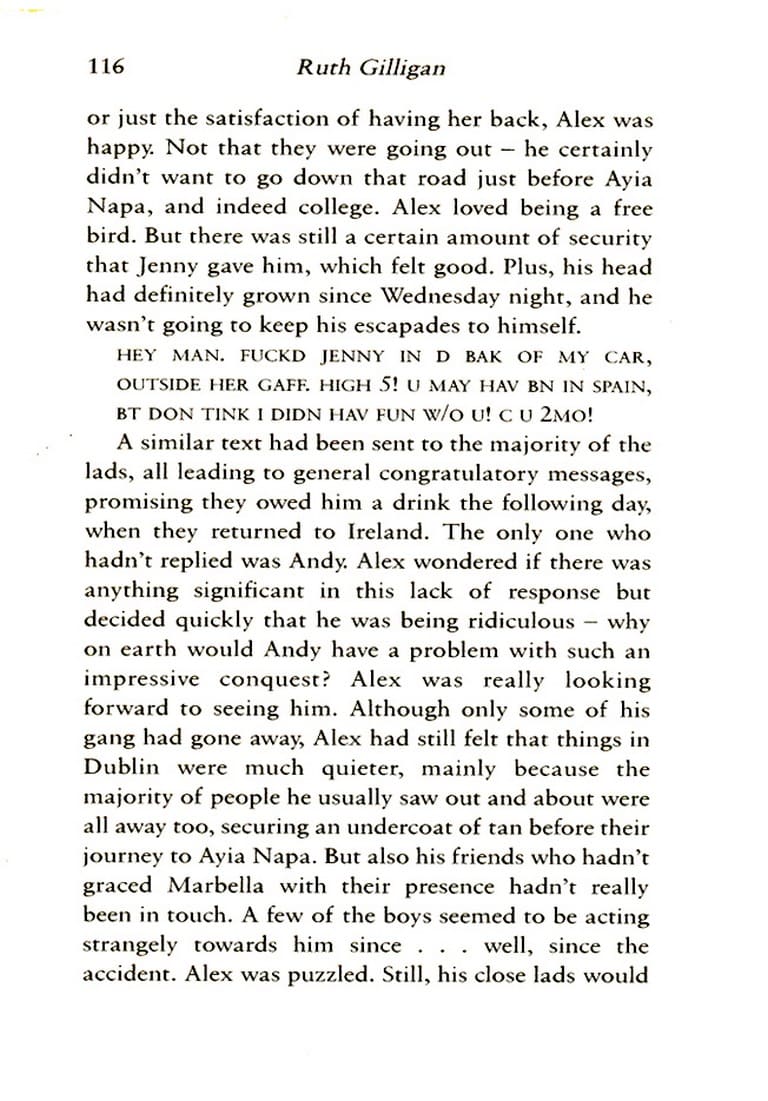 116 Ruth Gilligan
or just the satisfaction of having her back, Alex was
happy. Not that they were going out – he certainly
didn't want to go down that road just before Ayia
Napa, and indeed college. Alex loved being a free
bird. But there was still a certain amount of security
that Jenny gave him, which felt good. Plus, his head
had definitely grown since Wednesday night, and he
wasn't going to keep his escapades to himself.
HEY MAN. FUCKD JENNY IN D BAK OF MY CAR,
OUTSIDE HER GAFF. HIGH 5! U MAY HAV BN IN SPAIN,
BT DON TINK I DIDN HAV FUN W/O U! C U 2MO!
A similar text had been sent to the majority of the
lads, all leading to general congratulatory messages,
promising they owed him a drink the following day,
when they returned to Ireland. The only one who
hadn't replied was Andy. Alex wondered if there was
anything significant in this lack of response but
decided quickly that he was being ridiculous – why
on earth would Andy have a problem with such an
impressive conquest? Alex was really looking
forward to seeing him. Although only some of his
gang had gone away, Alex had still felt that things in
Dublin were much quieter, mainly because the
majority of people he usually saw out and about were
all away too, securing an undercoat of tan before their
journey to Ayia Napa. But also his friends who hadn't
graced Marbella with their presence hadn't really
been in touch. A few of the boys seemed to be acting
strangely towards him since . . . well, since the
accident. Alex was puzzled. Still, his close lads would